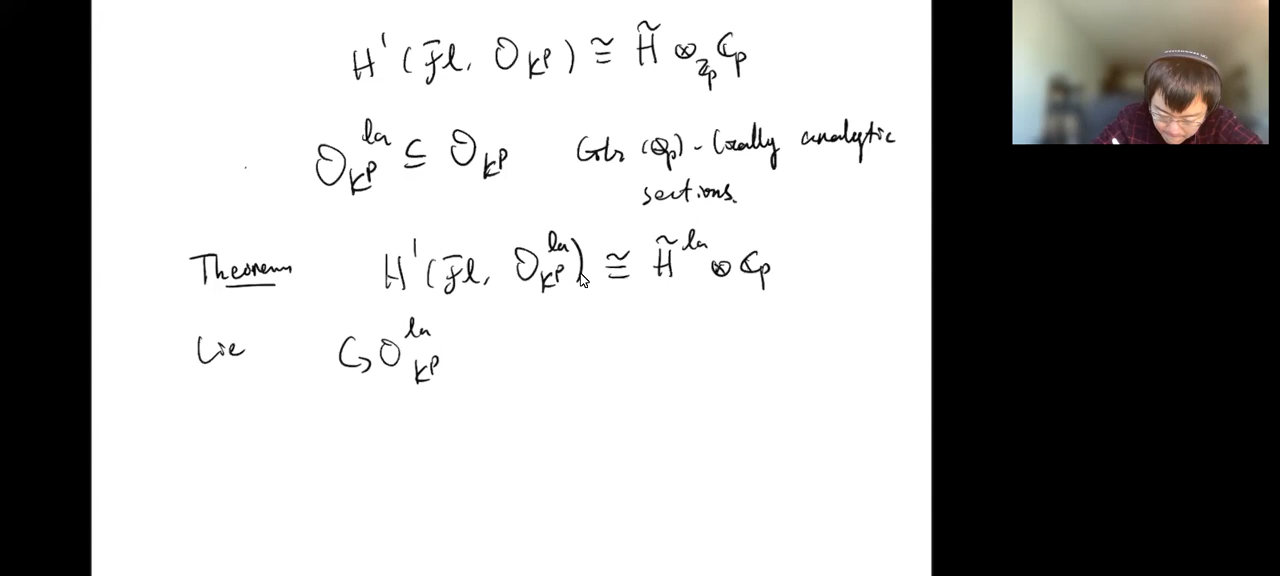 H¹(Fl, O_{K^p}) ≅ H̃ ⊗_{Z_p} C_p
O^{la}_{K^p} ⊆ O_{K^p} GL₂(Q_p) - locally analytic
sections.
Theorem H¹(Fl, O^{la}_{K^p}) ≅ H̃^{la} ⊗ C_p
Lie G O^{la}_{K^p}